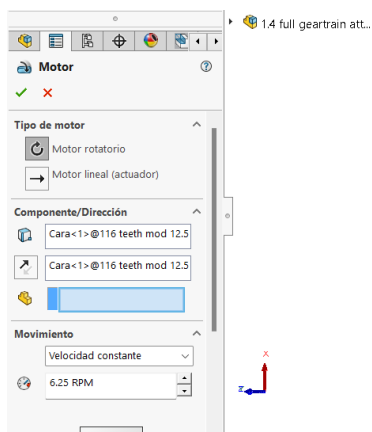 1.4 full geartrain att...
Motor
Tipo de motor
Motor rotatorio
Motor lineal (actuador)
Componente/Dirección
Cara<1>@116 teeth mod 12.5
Cara<1>@116 teeth mod 12.5
Movimiento
Velocidad constante
6.25 RPM
x
z